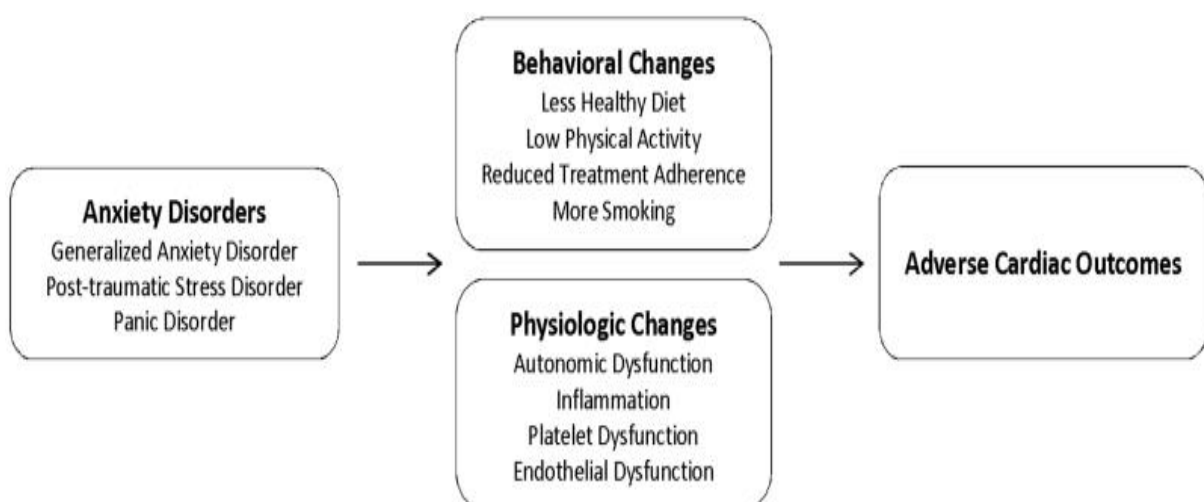 Anxiety Disorders
Generalized Anxiety Disorder
Post-traumatic Stress Disorder
Panic Disorder
Behavioral Changes
Less Healthy Diet
Low Physical Activity
Reduced Treatment Adherence
More Smoking
Physiologic Changes
Autonomic Dysfunction
Inflammation
Platelet Dysfunction
Endothelial Dysfunction
Adverse Cardiac Outcomes